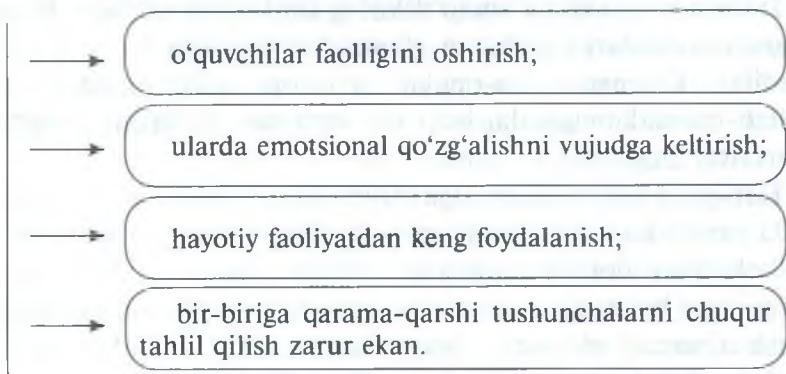 o‘quvchilar faolligini oshirish;
ularda emotsional qo‘zg‘alishni vujudga keltirish;
hayotiy faoliyatdan keng foydalanish;
bir-biriga qarama-qarshi tushunchalarni chuqur
tahlil qilish zarur ekan.